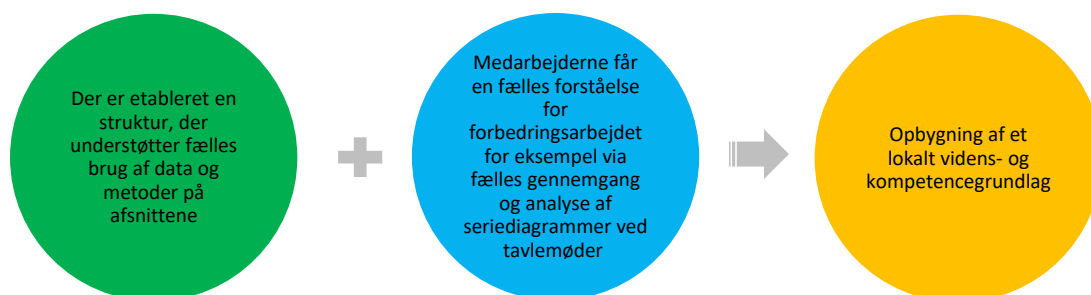 Der er etableret en
struktur, der
understøtter fælles
brug af data og
metoder på
afsnittene
Medarbejderne får
en fælles forståelse
for
forbedringsarbejdet
for eksempel via
fælles gennemgang
og analyse af
seriediagrammer ved
tavlemøder
Opbygning af et
lokalt videns- og
kompetencegrundlag